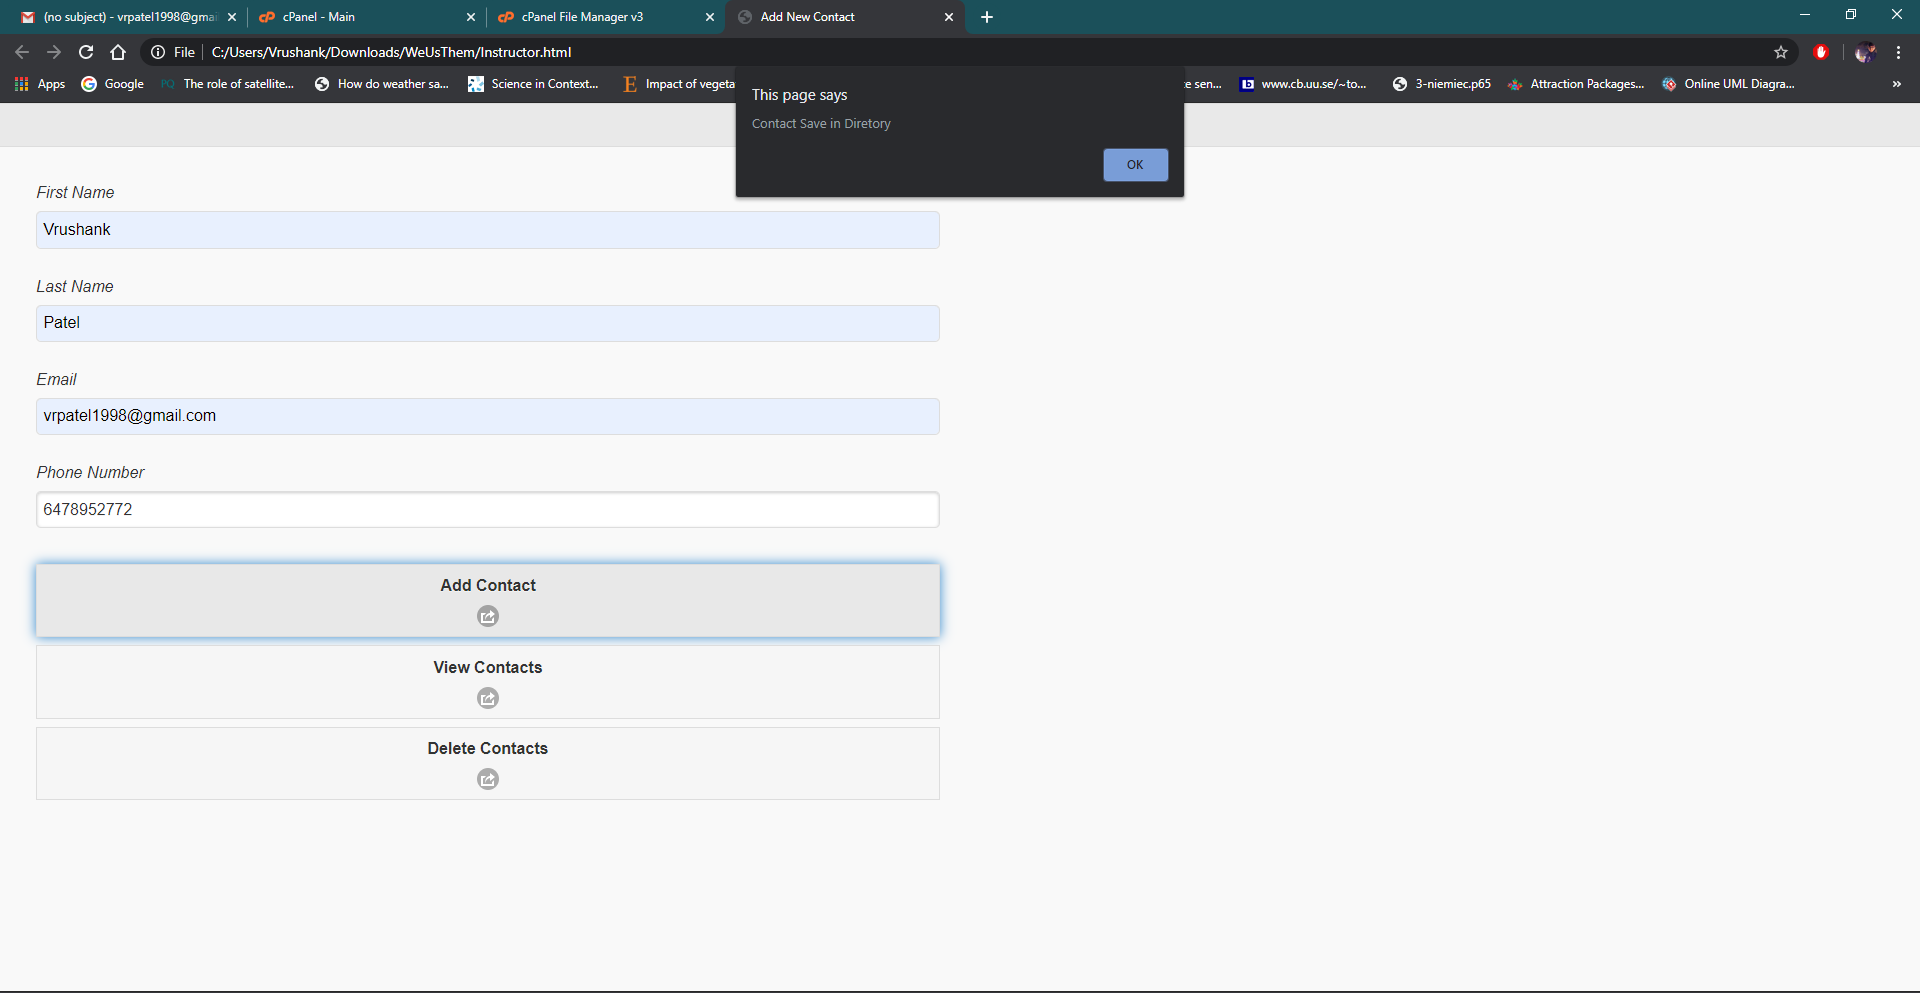 (no subject) - vrpatel1998@gmai
cPanel - Main
cPanel File Manager v3
Add New Contact
File
C:/Users/Vrushank/Downloads/WeUsThem/Instructor.html
Apps
Google
PQ
The role of satellite...
How do weather sa...
Science in Context...
E
Impact of vegeta
te sen...
b
www.cb.uu.se/~to...
3-niemiec.p65
Attraction Packages...
Online UML Diagra...
»
This page says
Contact Save in Diretory
OK
First Name
Vrushank
Last Name
Patel
Email
vrpatel1998@gmail.com
Phone Number
6478952772
Add Contact
View Contacts
Delete Contacts